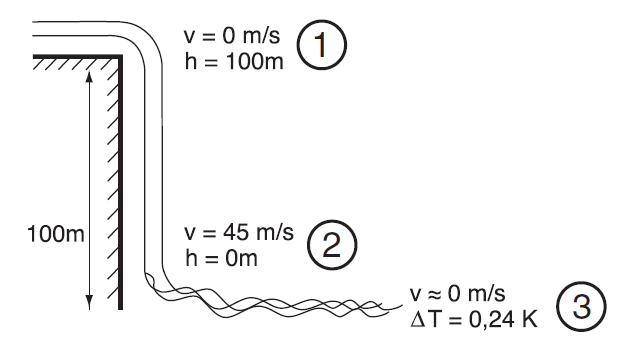 v = 0 m/s
h = 100m
1
100m
v = 45 m/s
h = 0m
2
v ≈ 0 m/s
ΔT = 0,24 K
3